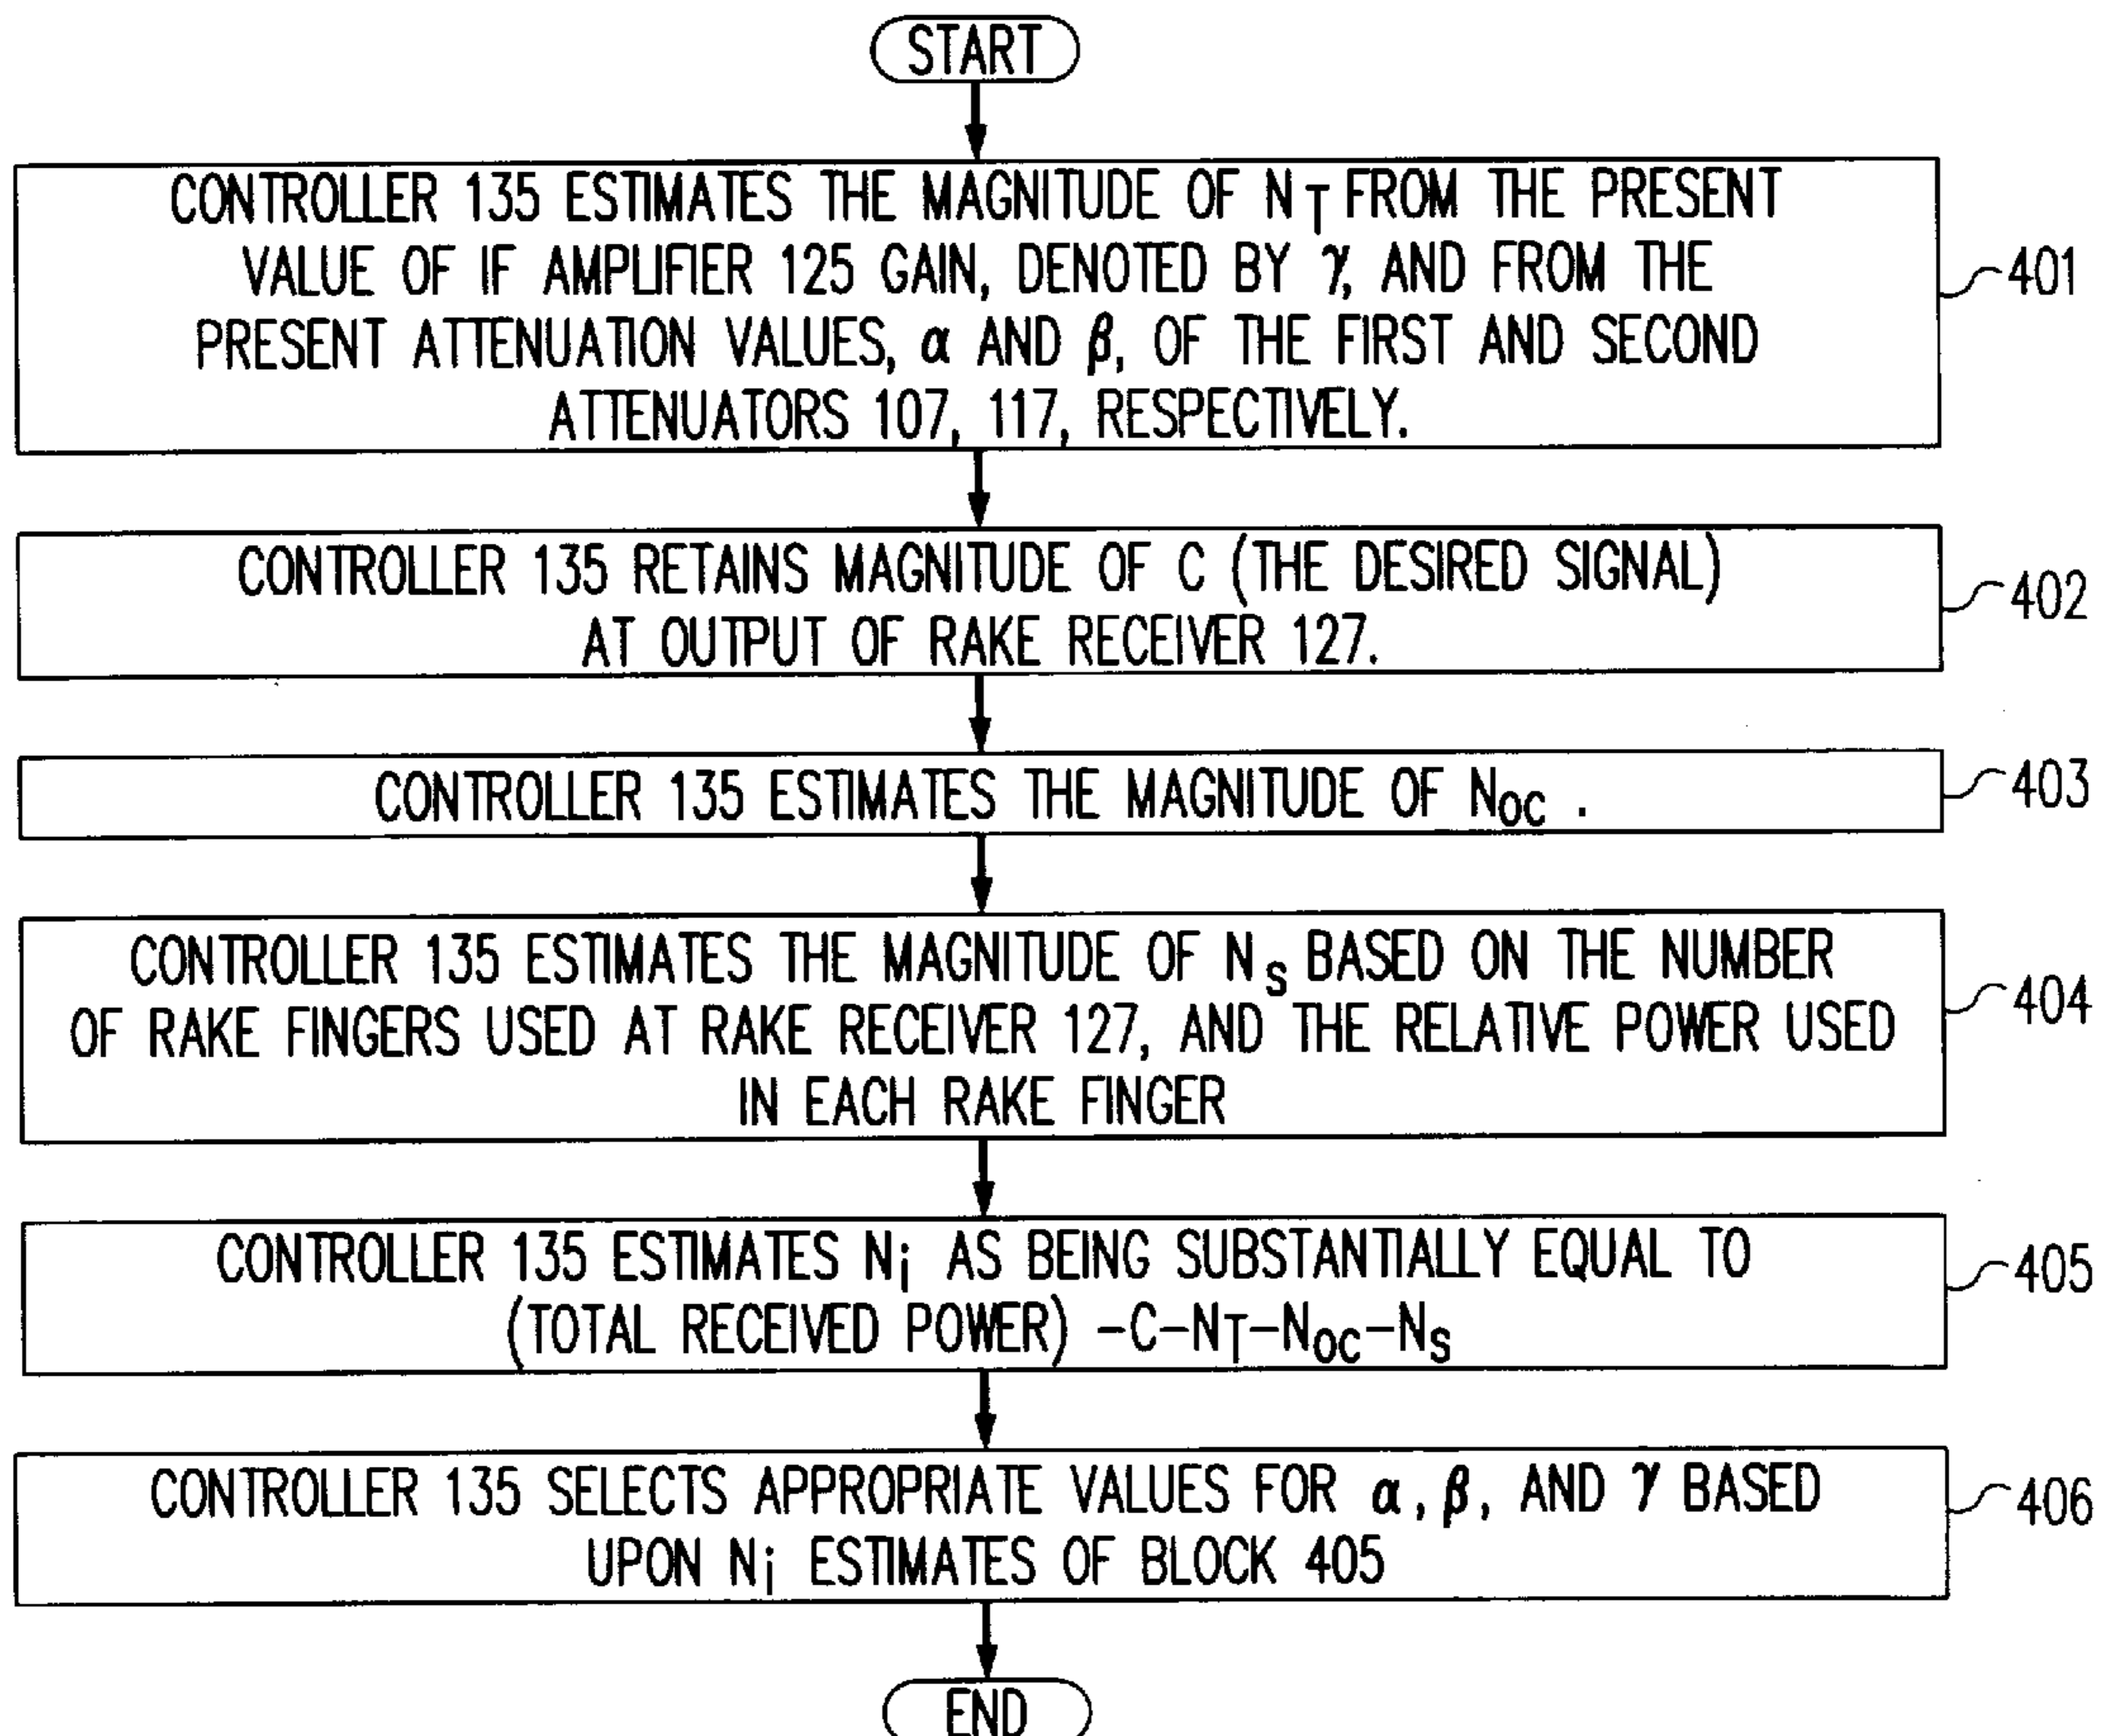 START
CONTROLLER 135 ESTIMATES THE MAGNITUDE OF NT FROM THE PRESENT
VALUE OF IF AMPLIFIER 125 GAIN, DENOTED BY γ, AND FROM THE
PRESENT ATTENUATION VALUES, α AND β, OF THE FIRST AND SECOND
ATTENUATORS 107, 117, RESPECTIVELY.
401
CONTROLLER 135 RETAINS MAGNITUDE OF C (THE DESIRED SIGNAL)
AT OUTPUT OF RAKE RECEIVER 127.
402
CONTROLLER 135 ESTIMATES THE MAGNITUDE OF NOC .
403
CONTROLLER 135 ESTIMATES THE MAGNITUDE OF NS BASED ON THE NUMBER
OF RAKE FINGERS USED AT RAKE RECEIVER 127, AND THE RELATIVE POWER USED
IN EACH RAKE FINGER
404
CONTROLLER 135 ESTIMATES Ni AS BEING SUBSTANTIALLY EQUAL TO
(TOTAL RECEIVED POWER) -C-NT-NOC-NS
405
CONTROLLER 135 SELECTS APPROPRIATE VALUES FOR α, β, AND γ BASED
UPON Ni ESTIMATES OF BLOCK 405
406
END